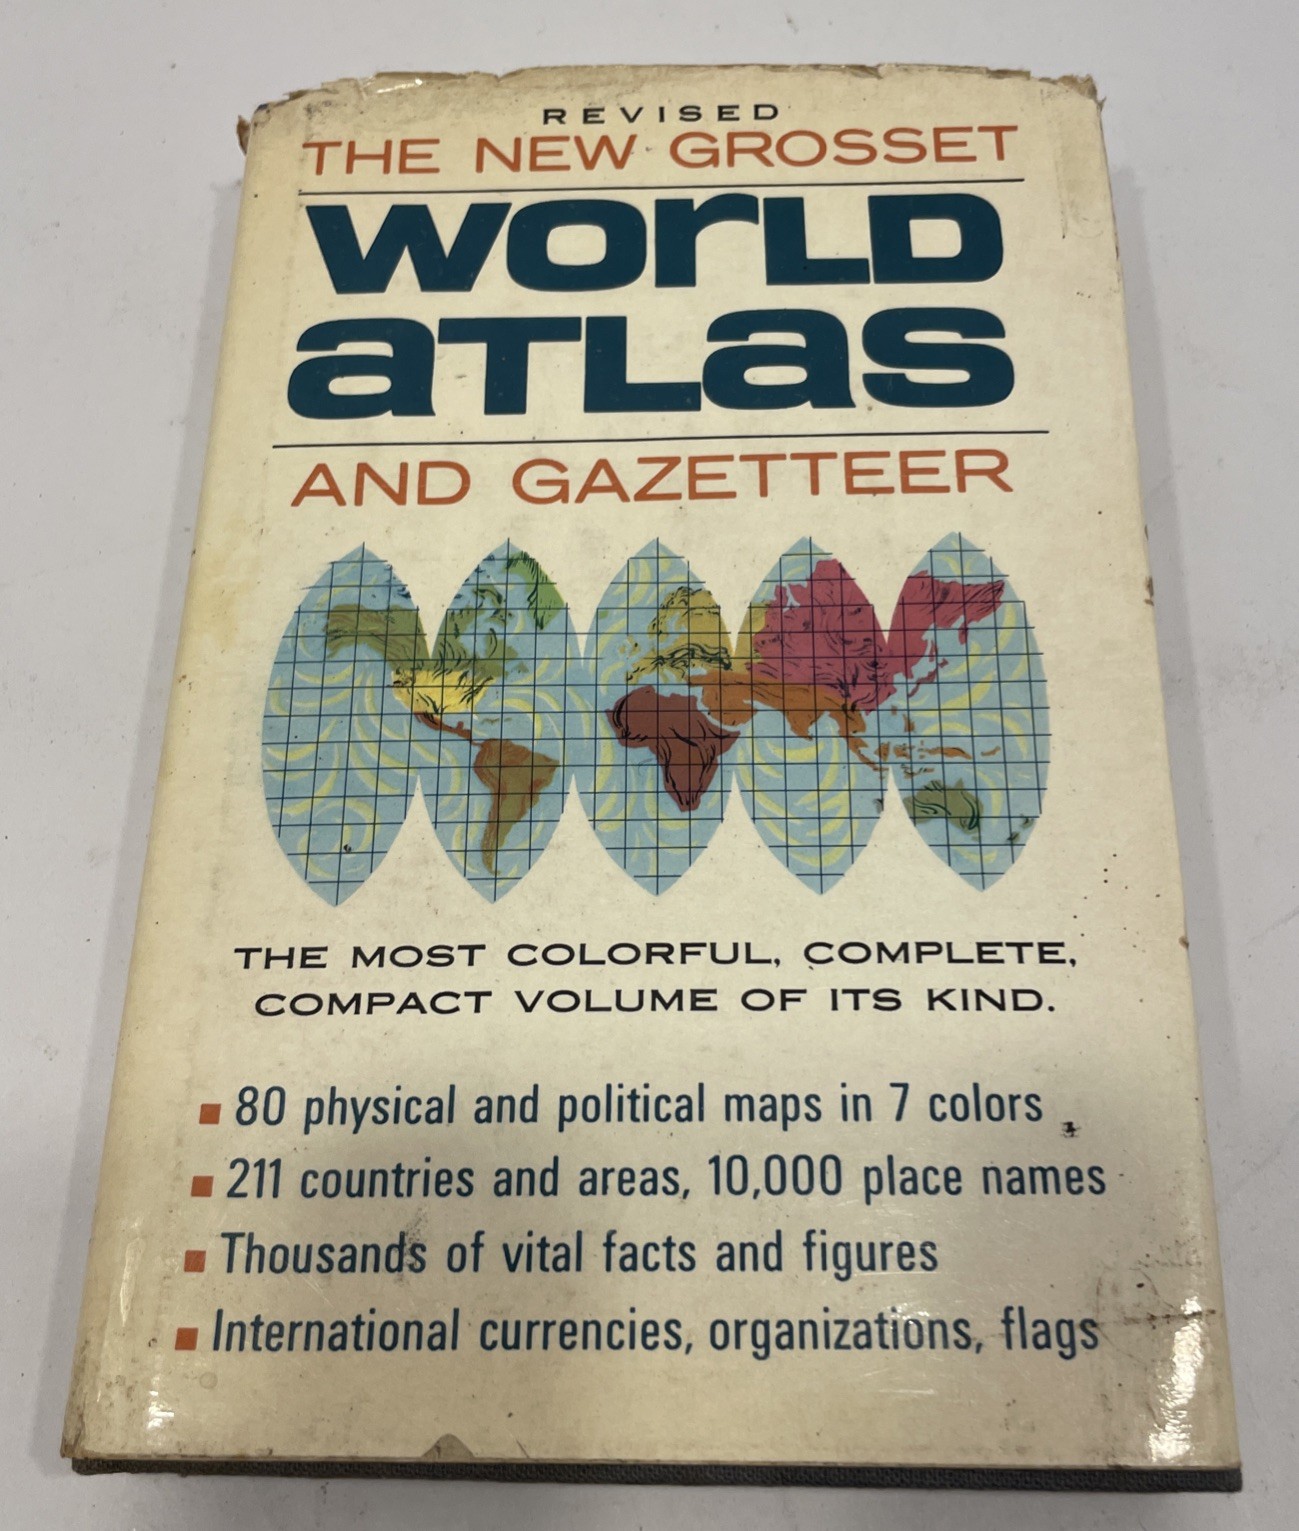 REVISED
THE NEW GROSSET
WORLD
ATLAS
AND GAZETTEER
THE MOST COLORFUL, COMPLETE,
COMPACT VOLUME OF ITS KIND.
▪ 80 physical and political maps in 7 colors
▪ 211 countries and areas, 10,000 place names
▪ Thousands of vital facts and figures
▪ International currencies, organizations, flags